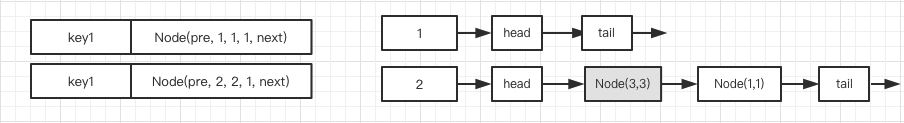 key1 Node(pre, 1, 1, 1, next) 1 head tail
key1 Node(pre, 2, 2, 1, next) 2 head Node(3,3) Node(1,1) tail